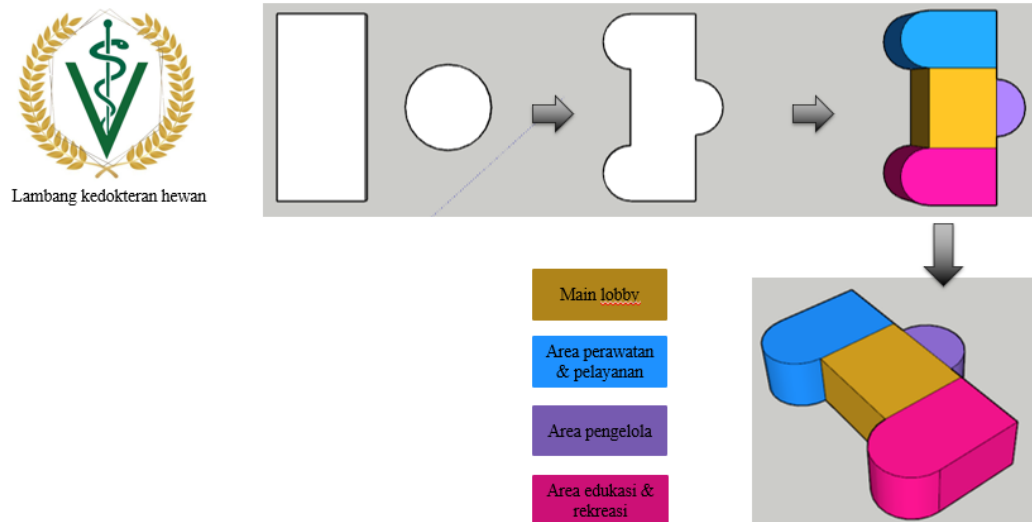 Lambang kedokteran hewan
Main lobby
Area perawatan
& pelayanan
Area pengelola
Area edukasi &
rekreasi